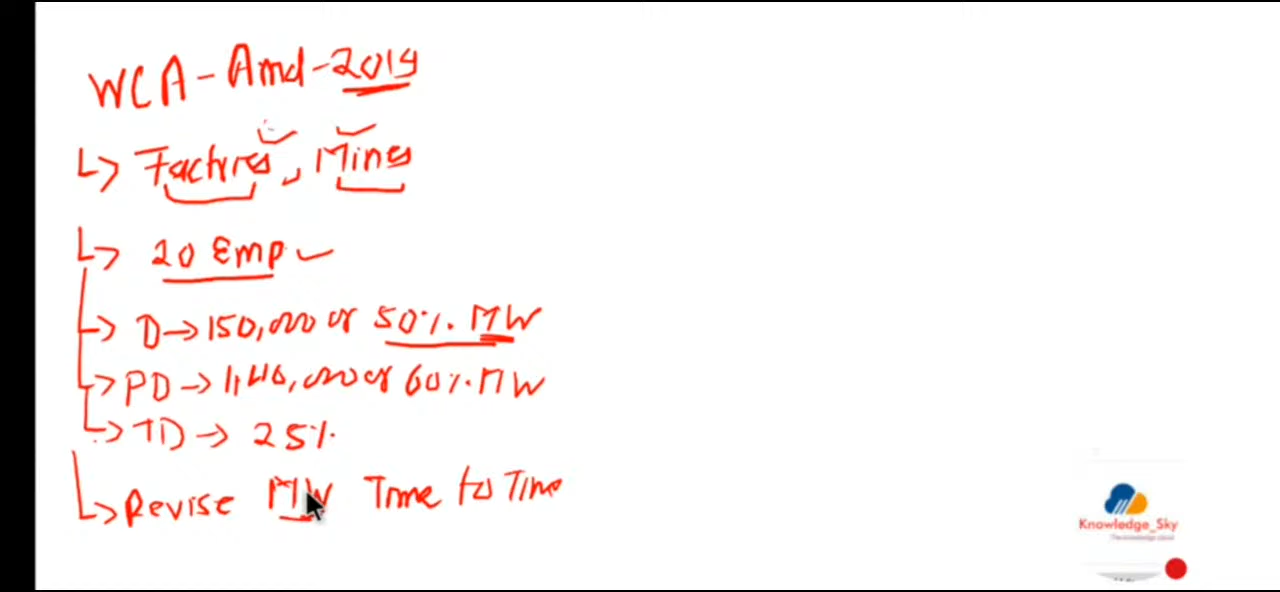 WCA - Amd - 2019
↳ Factures, Mines
↳ 20 Emp
→ D → 150,000 or 50%. MW
→ PD → 1,40,000 or 60%. MW
→ TD → 25%
↳ Revise MW Time to Time
Knowledge_Sky